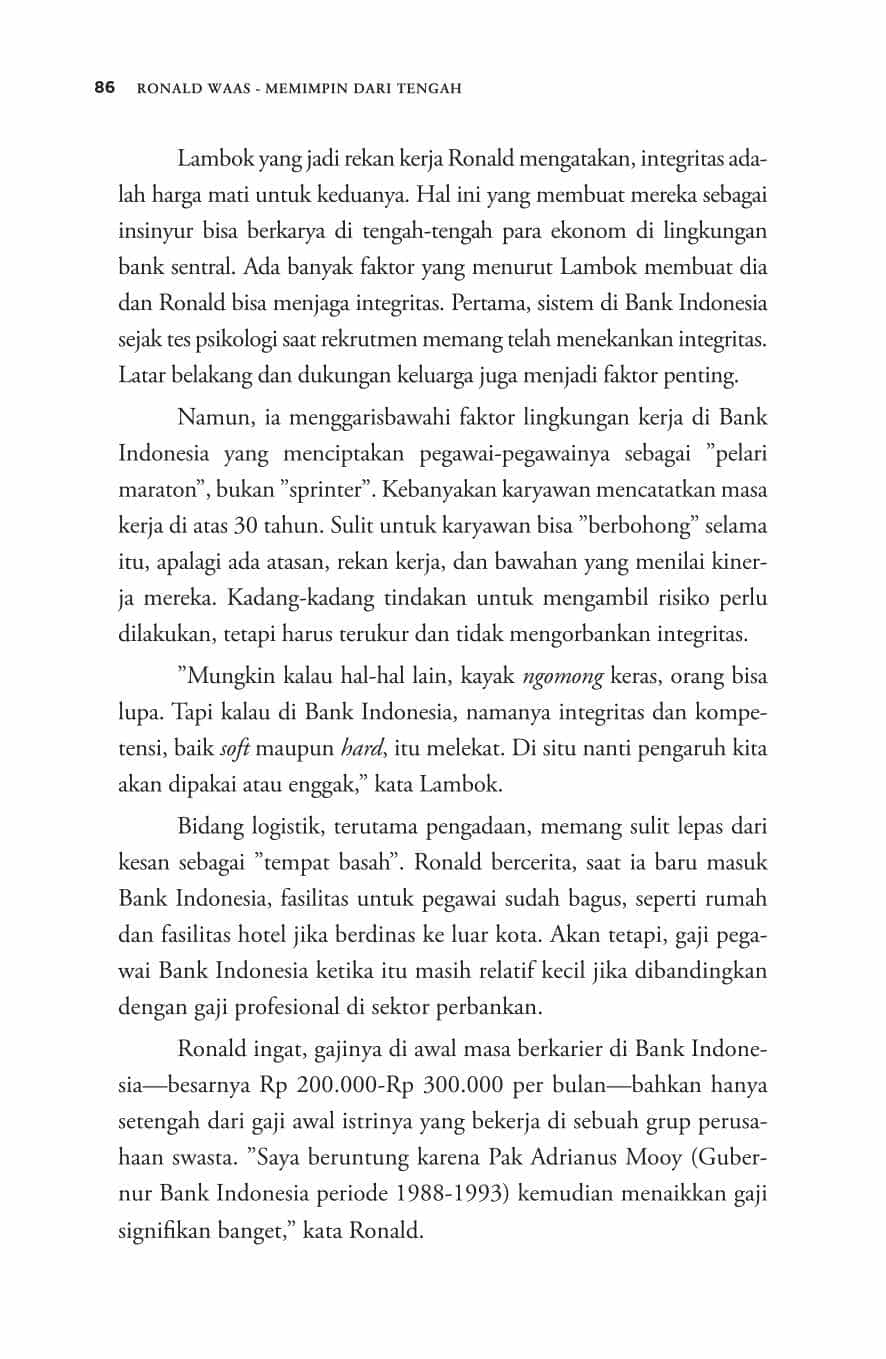 86 RONALD WAAS - MEMIMPIN DARI TENGAH
Lambok yang jadi rekan kerja Ronald mengatakan, integritas ada-
lah harga mati untuk keduanya. Hal ini yang membuat mereka sebagai
insinyur bisa berkarya di tengah-tengah para ekonom di lingkungan
bank sentral. Ada banyak faktor yang menurut Lambok membuat dia
dan Ronald bisa menjaga integritas. Pertama, sistem di Bank Indonesia
sejak tes psikologi saat rekrutmen memang telah menekankan integritas.
Latar belakang dan dukungan keluarga juga menjadi faktor penting.
Namun, ia menggarisbawahi faktor lingkungan kerja di Bank
Indonesia yang menciptakan pegawai-pegawainya sebagai ”pelari
maraton”, bukan ”sprinter”. Kebanyakan karyawan mencatatkan masa
kerja di atas 30 tahun. Sulit untuk karyawan bisa ”berbohong” selama
itu, apalagi ada atasan, rekan kerja, dan bawahan yang menilai kiner-
ja mereka. Kadang-kadang tindakan untuk mengambil risiko perlu
dilakukan, tetapi harus terukur dan tidak mengorbankan integritas.
”Mungkin kalau hal-hal lain, kayak ngomong keras, orang bisa
lupa. Tapi kalau di Bank Indonesia, namanya integritas dan kompe-
tensi, baik soft maupun hard, itu melekat. Di situ nanti pengaruh kita
akan dipakai atau enggak,” kata Lambok.
Bidang logistik, terutama pengadaan, memang sulit lepas dari
kesan sebagai ”tempat basah”. Ronald bercerita, saat ia baru masuk
Bank Indonesia, fasilitas untuk pegawai sudah bagus, seperti rumah
dan fasilitas hotel jika berdinas ke luar kota. Akan tetapi, gaji pega-
wai Bank Indonesia ketika itu masih relatif kecil jika dibandingkan
dengan gaji profesional di sektor perbankan.
Ronald ingat, gajinya di awal masa berkarier di Bank Indone-
sia—besarnya Rp 200.000-Rp 300.000 per bulan—bahkan hanya
setengah dari gaji awal istrinya yang bekerja di sebuah grup perusa-
haan swasta. ”Saya beruntung karena Pak Adrianus Mooy (Guber-
nur Bank Indonesia periode 1988-1993) kemudian menaikkan gaji
signifikan banget,” kata Ronald.